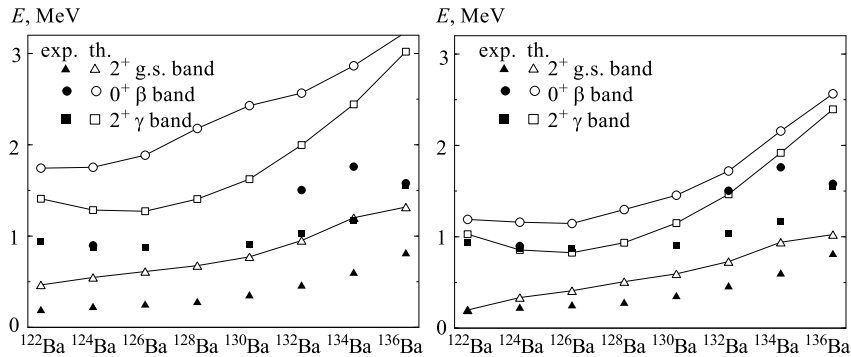 E, MeV
3
2
1
0
exp. th.
2⁺ g.s. band
0⁺ β band
2⁺ γ band
¹²²Ba ¹²⁴Ba ¹²⁶Ba ¹²⁸Ba ¹³⁰Ba ¹³²Ba ¹³⁴Ba ¹³⁶Ba
E, MeV
3
2
1
0
exp. th.
2⁺ g.s. band
0⁺ β band
2⁺ γ band
¹²²Ba ¹²⁴Ba ¹²⁶Ba ¹²⁸Ba ¹³⁰Ba ¹³²Ba ¹³⁴Ba ¹³⁶Ba